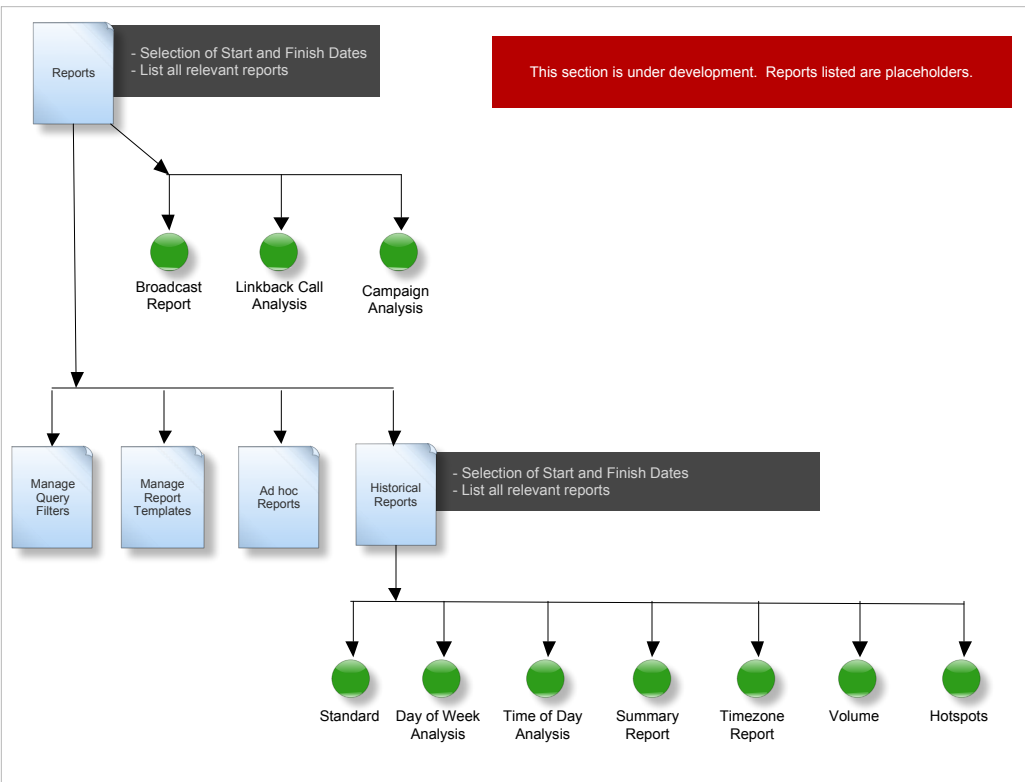 Reports
- Selection of Start and Finish Dates
- List all relevant reports
This section is under development.  Reports listed are placeholders.
Broadcast
Report
Linkback Call
Analysis
Campaign
Analysis
Manage
Query
Filters
Manage
Report
Templates
Ad hoc
Reports
Historical
Reports
- Selection of Start and Finish Dates
- List all relevant reports
Standard
Day of Week
Analysis
Time of Day
Analysis
Summary
Report
Timezone
Report
Volume
Hotspots